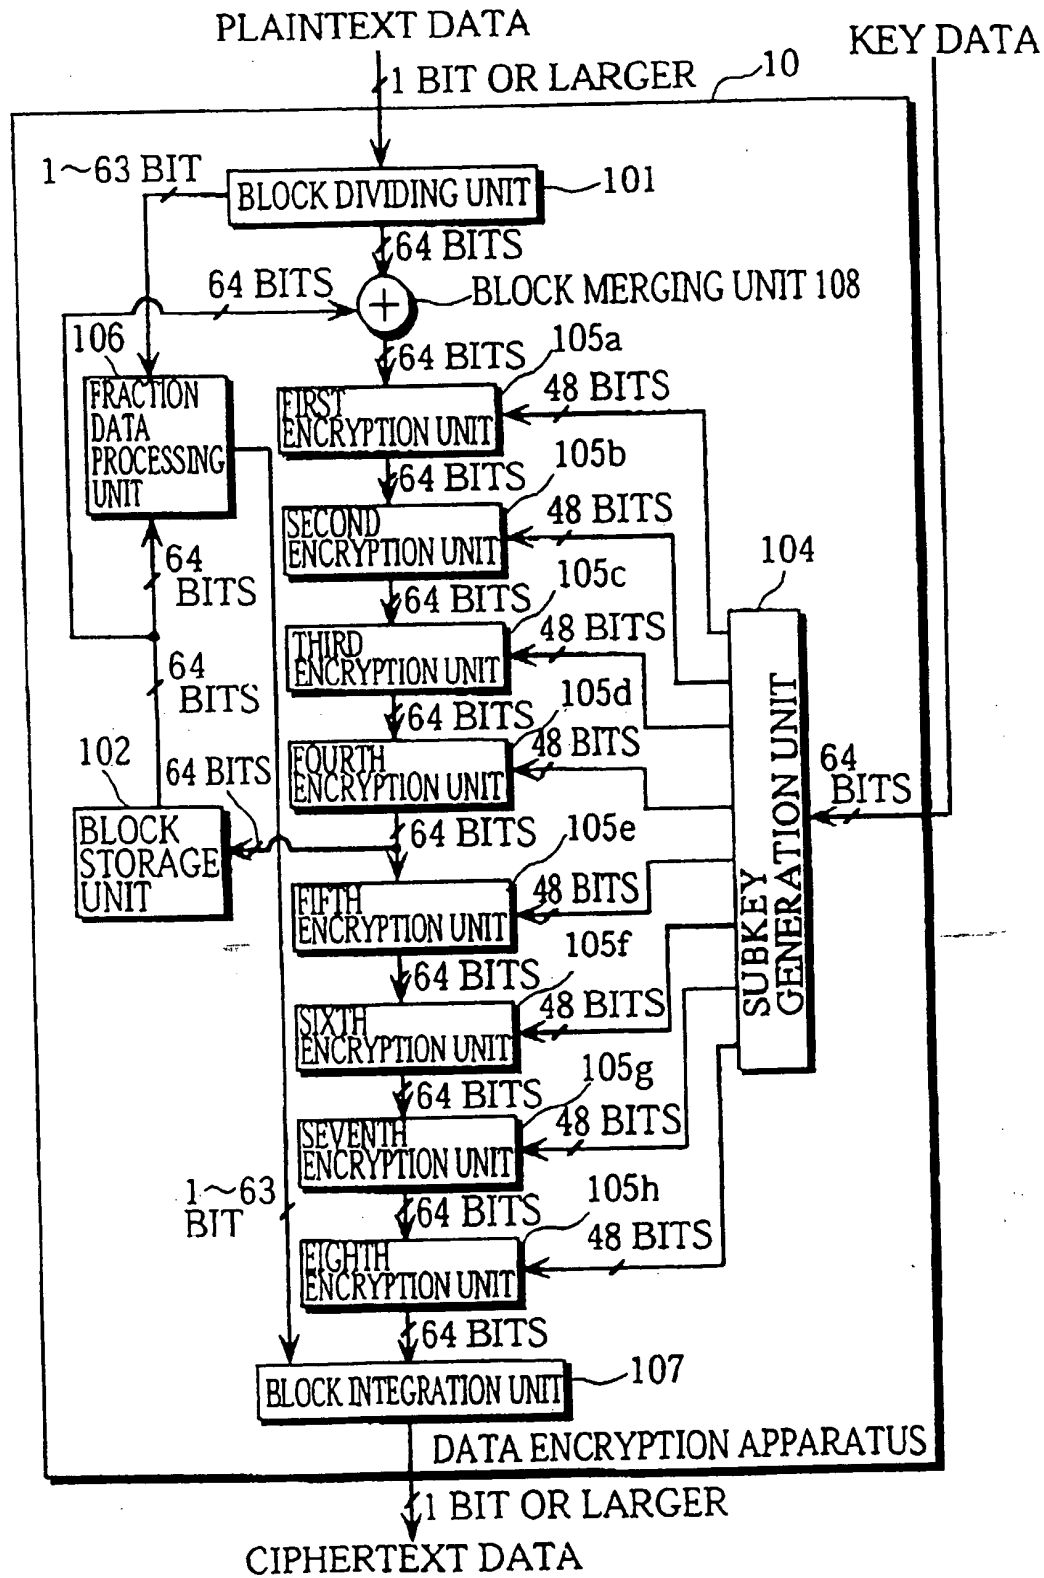 PLAINTEXT DATA
KEY DATA
1 BIT OR LARGER
10
1~63 BIT
BLOCK DIVIDING UNIT
101
64 BITS
64 BITS
BLOCK MERGING UNIT 108
106
64 BITS
105a
FRACTION
DATA
PROCESSING
UNIT
FIRST
ENCRYPTION UNIT
48 BITS
64 BITS
105b
SECOND
ENCRYPTION UNIT
48 BITS
64
BITS
64 BITS
105c
104
THIRD
ENCRYPTION UNIT
48 BITS
64
BITS
64 BITS
105d
102
64 BITS
FOURTH
ENCRYPTION UNIT
48 BITS
SUBKEY
GENERATION UNIT
64
BITS
BLOCK
STORAGE
UNIT
64 BITS
105e
FIFTH
ENCRYPTION UNIT
48 BITS
64 BITS
105f
SIXTH
ENCRYPTION UNIT
48 BITS
64 BITS
105g
SEVENTH
ENCRYPTION UNIT
48 BITS
1~63
BIT
64 BITS
105h
EIGHTH
ENCRYPTION UNIT
48 BITS
64 BITS
BLOCK INTEGRATION UNIT
107
DATA ENCRYPTION APPARATUS
1 BIT OR LARGER
CIPHERTEXT DATA